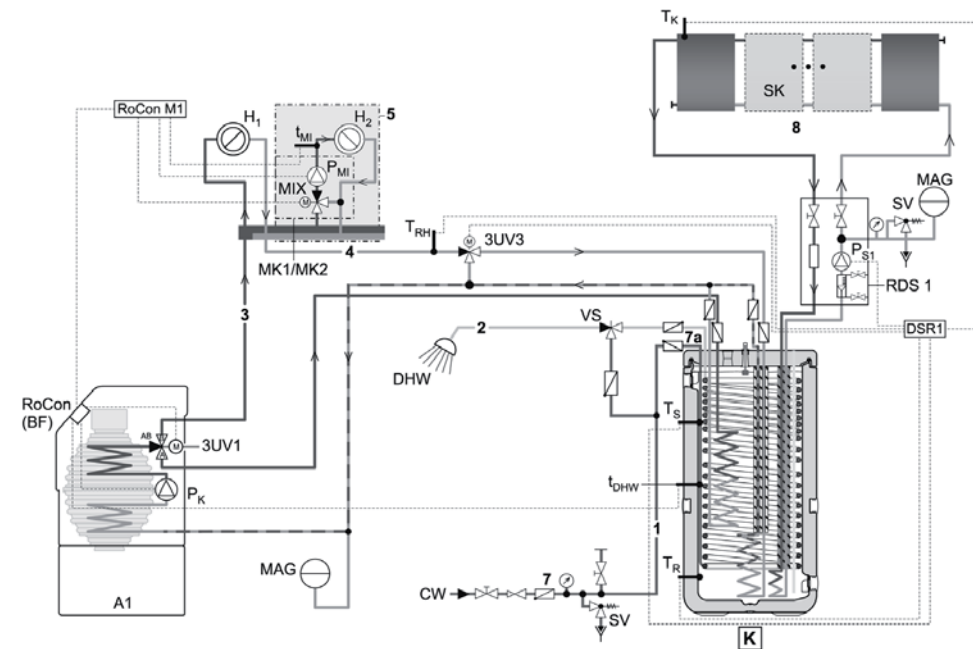 T_K
SK
8
RoCon M1
H₁
t_MI
H₂
5
P_MI
MIX
M
MK1/MK2
4
T_RH
M
3UV3
MAG
SV
P_S1
RDS 1
DSR1
3
2
VS
7a
DHW
RoCon
(BF)
AB
A
B
M
3UV1
P_K
T_S
t_DHW
1
T_R
MAG
A1
CW
7
SV
K